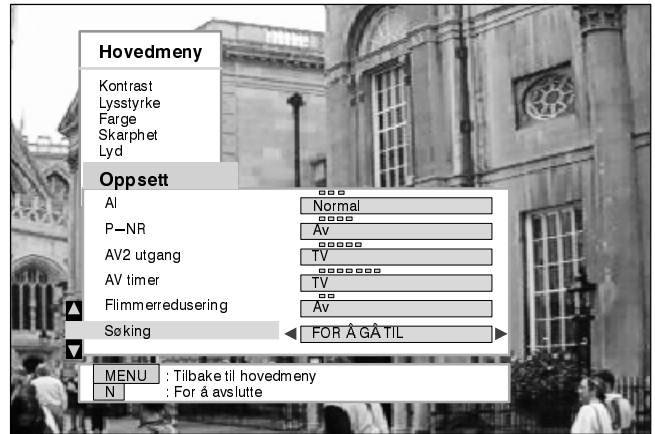 Hovedmeny
Kontrast
Lysstyrke
Farge
Skarphet
Lyd
Oppsett
AI Normal
P–NR Av
AV2 utgang TV
AV timer TV
Flimmerredusering Av
Søking FOR Å GÅ TIL
MENU : Tilbake til hovedmeny
N : For å avslutte